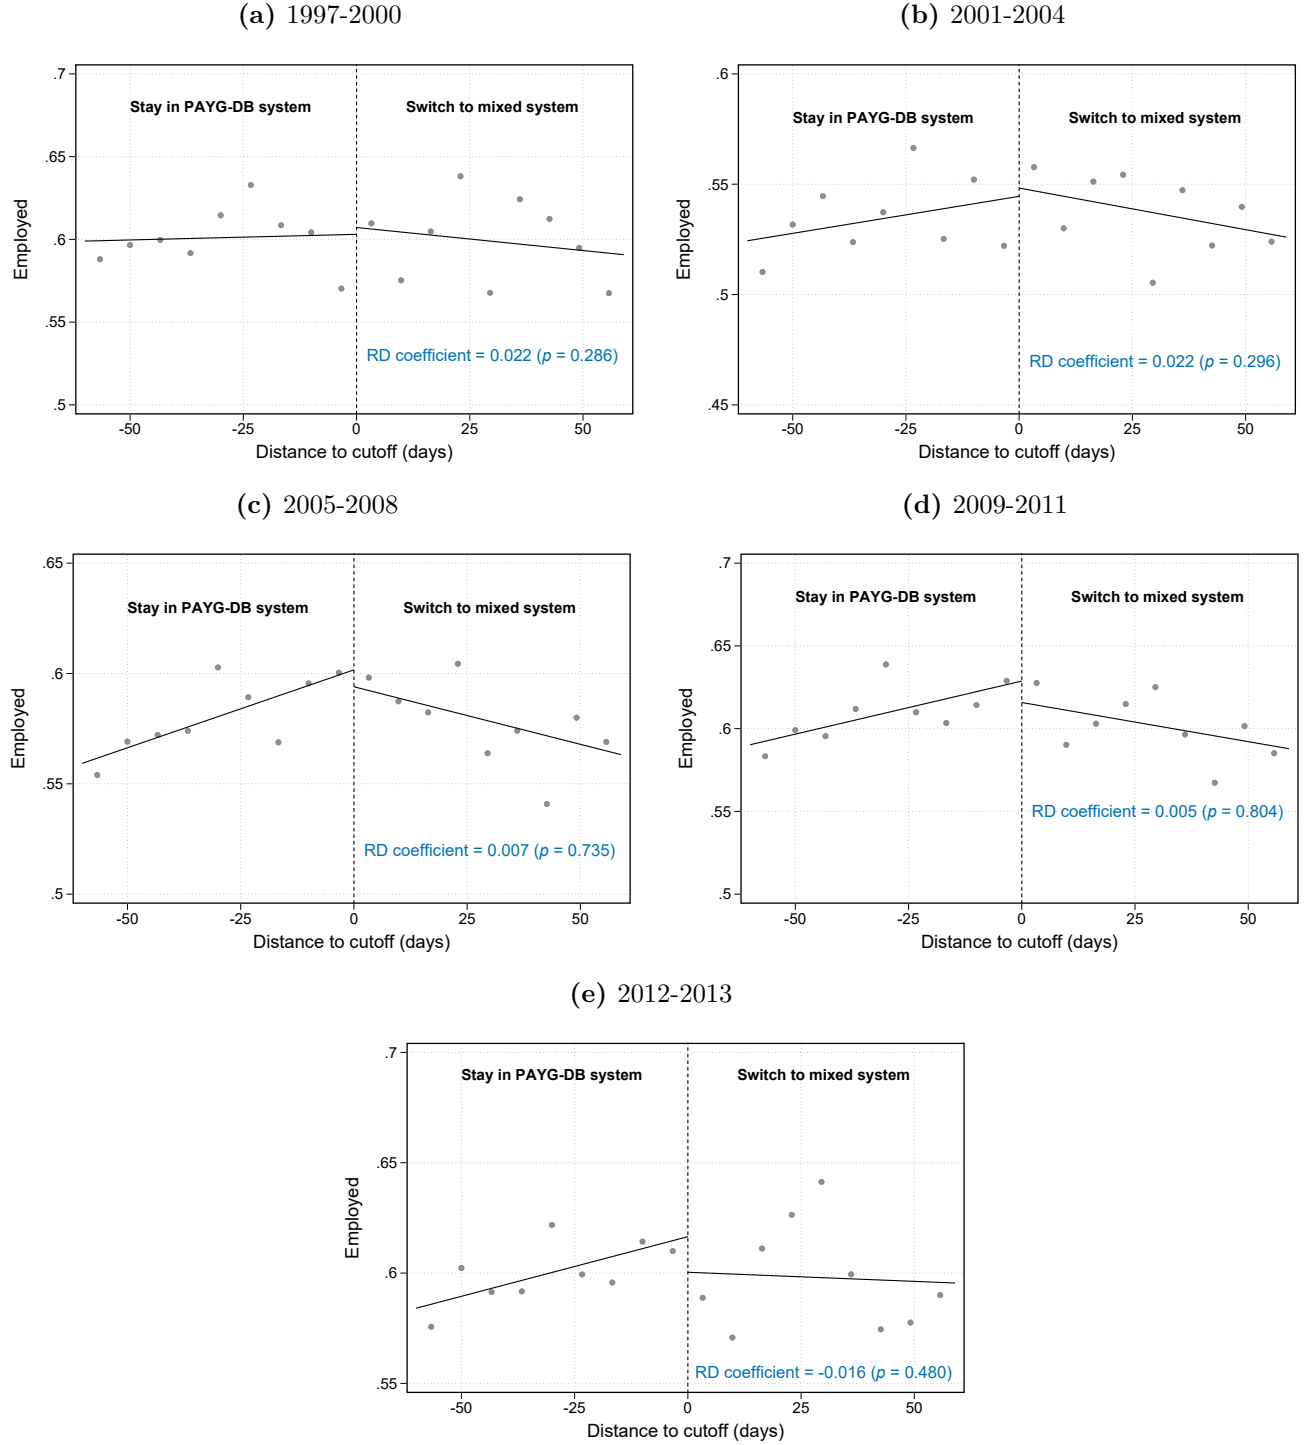 (a) 1997-2000
.7
.65
.6
.55
.5
Employed
Stay in PAYG-DB system
Switch to mixed system
RD coefficient = 0.022 (p = 0.286)
-50 -25 0 25 50
Distance to cutoff (days)
(b) 2001-2004
.6
.55
.5
.45
Employed
Stay in PAYG-DB system
Switch to mixed system
RD coefficient = 0.022 (p = 0.296)
-50 -25 0 25 50
Distance to cutoff (days)
(c) 2005-2008
.65
.6
.55
.5
Employed
Stay in PAYG-DB system
Switch to mixed system
RD coefficient = 0.007 (p = 0.735)
-50 -25 0 25 50
Distance to cutoff (days)
(d) 2009-2011
.7
.65
.6
.55
.5
Employed
Stay in PAYG-DB system
Switch to mixed system
RD coefficient = 0.005 (p = 0.804)
-50 -25 0 25 50
Distance to cutoff (days)
(e) 2012-2013
.7
.65
.6
.55
Employed
Stay in PAYG-DB system
Switch to mixed system
RD coefficient = -0.016 (p = 0.480)
-50 -25 0 25 50
Distance to cutoff (days)